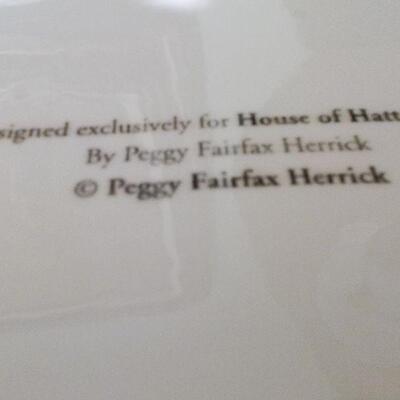 signed exclusively for House of Hatt
By Peggy Fairfax Herrick
© Peggy Fairfax Herrick